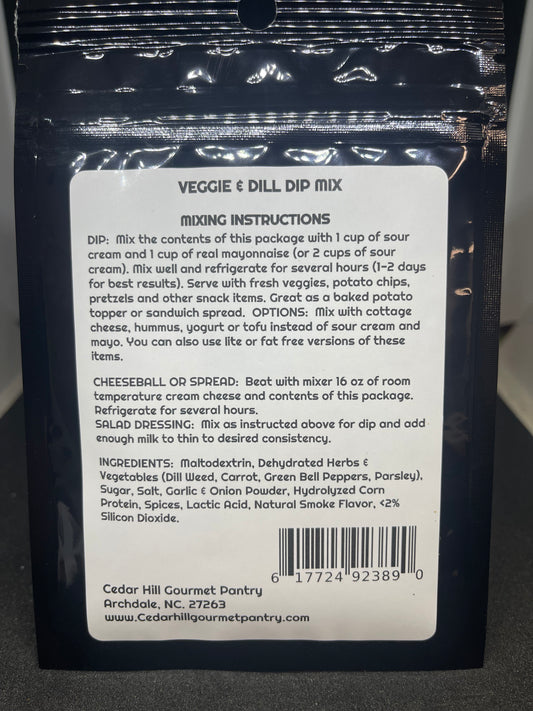 VEGGIE & DILL DIP MIX
MIXING INSTRUCTIONS
DIP: Mix the contents of this package with 1 cup of sour
cream and 1 cup of real mayonnaise (or 2 cups of sour
cream). Mix well and refrigerate for several hours (1-2 days
for best results). Serve with fresh veggies, potato chips,
pretzels and other snack items. Great as a baked potato
topper or sandwich spread. OPTIONS: Mix with cottage
cheese, hummus, yogurt or tofu instead of sour cream and
mayo. You can also use lite or fat free versions of these
items.
CHEESEBALL OR SPREAD: Beat with mixer 16 oz of room
temperature cream cheese and contents of this package.
Refrigerate for several hours.
SALAD DRESSING: Mix as instructed above for dip and add
enough milk to thin to desired consistency.
INGREDIENTS: Maltodextrin, Dehydrated Herbs &
Vegetables (Dill Weed, Carrot, Green Bell Peppers, Parsley),
Sugar, Salt, Garlic & Onion Powder, Hydrolyzed Corn
Protein, Spices, Lactic Acid, Natural Smoke Flavor, <2%
Silicon Dioxide.
6 17724 92389 0
Cedar Hill Gourmet Pantry
Archdale, NC. 27263
www.Cedarhillgourmetpantry.com